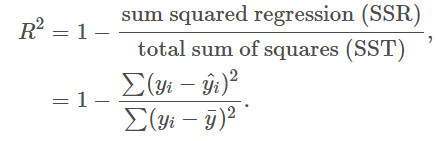 R² = 1 − sum squared regression (SSR) / total sum of squares (SST) ,
= 1 − ∑(yᵢ − ŷᵢ)² / ∑(yᵢ − ȳ)² .